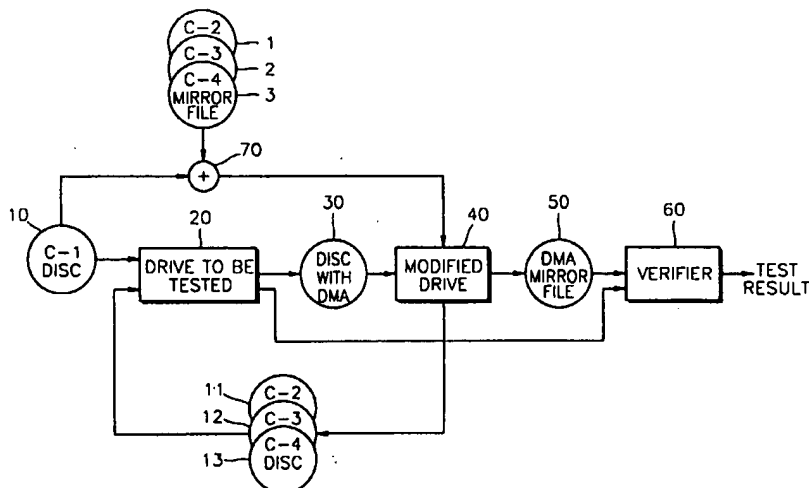 C-2
1
C-3
2
C-4
MIRROR
FILE
3
70
+
10
C-1
DISC
20
DRIVE TO BE
TESTED
30
DISC
WITH
DMA
40
MODIFIED
DRIVE
50
DMA
MIRROR
FILE
60
VERIFIER
TEST
RESULT
11
C-2
12
C-3
C-4
DISC
13